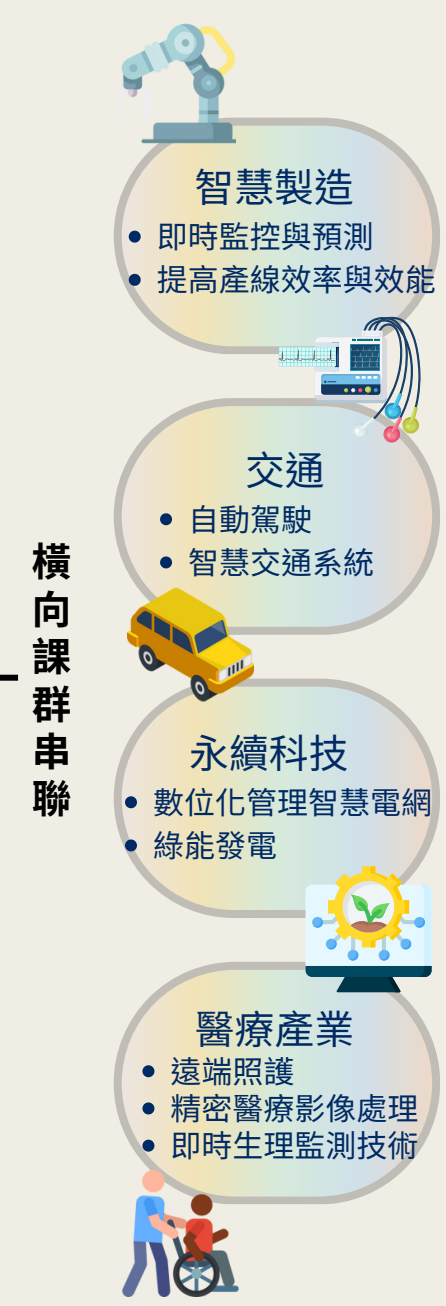 橫向課群串聯
智慧製造
• 即時監控與預測
• 提高產線效率與效能
交通
• 自動駕駛
• 智慧交通系統
永續科技
• 數位化管理智慧電網
• 綠能發電
醫療產業
• 遠端照護
• 精密醫療影像處理
• 即時生理監測技術